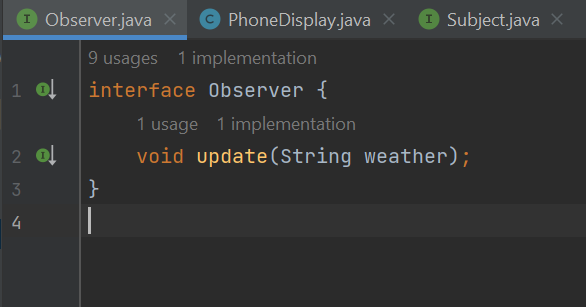 Observer.java PhoneDisplay.java Subject.java
9 usages 1 implementation
1 interface Observer {
1 usage 1 implementation
2 void update(String weather);
3 }
4